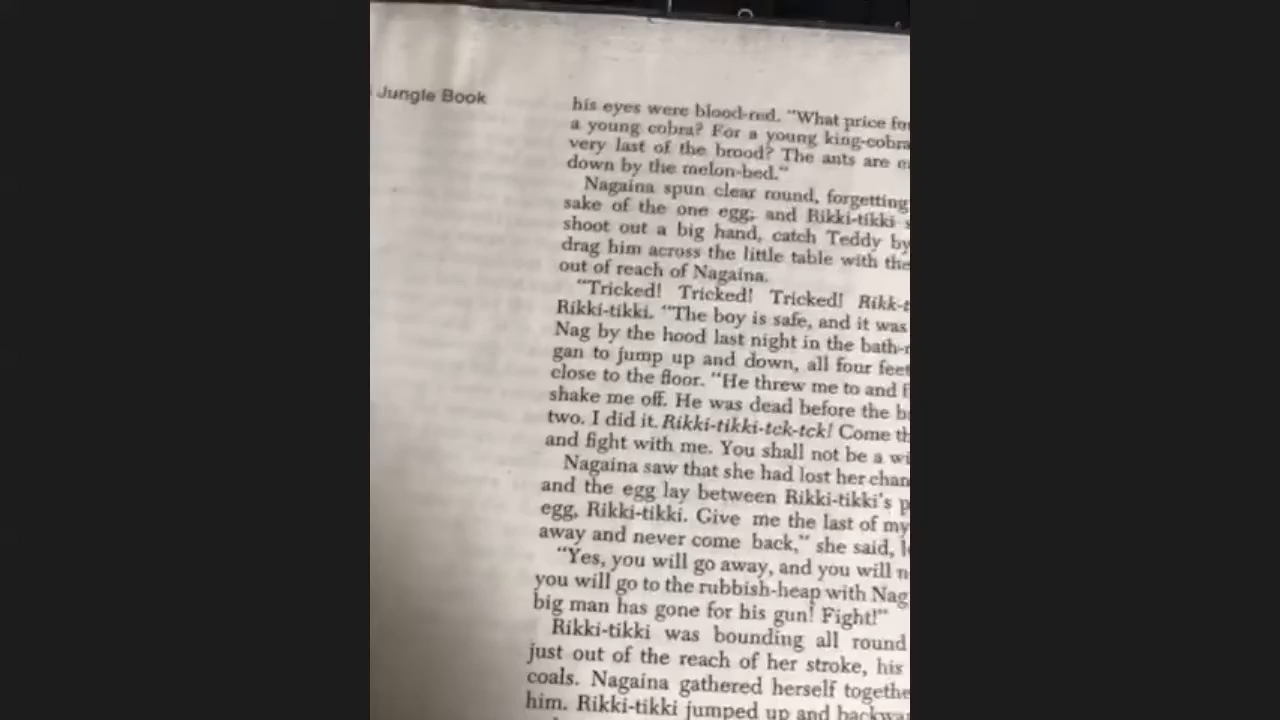 Jungle Book
his eyes were blood-red. "What price
a young cobra? For a young king-cobra
very last of the brood? The ants are
down by the melon-bed."
Nagaina spun clear round, forgetting
sake of the one egg; and Rikki-tikki
shoot out a big hand, catch Teddy by
drag him across the little table with the
out of reach of Nagaina.
"Tricked! Tricked! Tricked! Rikk-t
Rikki-tikki. "The boy is safe, and it was
Nag by the hood last night in the bath-
gan to jump up and down, all four feet
close to the floor. "He threw me to and
shake me off. He was dead before the
two. I did it. Rikki-tikki-tck-tck! Come
and fight with me. You shall not be a
Nagaina saw that she had lost her
and the egg lay between Rikki-tikki's
egg, Rikki-tikki. Give me the last of my
away and never come back," she said,
"Yes, you will go away, and you will
you will go to the rubbish-heap with Nag
big man has gone for his gun! Fight!"
Rikki-tikki was bounding all round
just out of the reach of her stroke, his
coals. Nagaina gathered herself
him. Rikki-tikki jumped up and